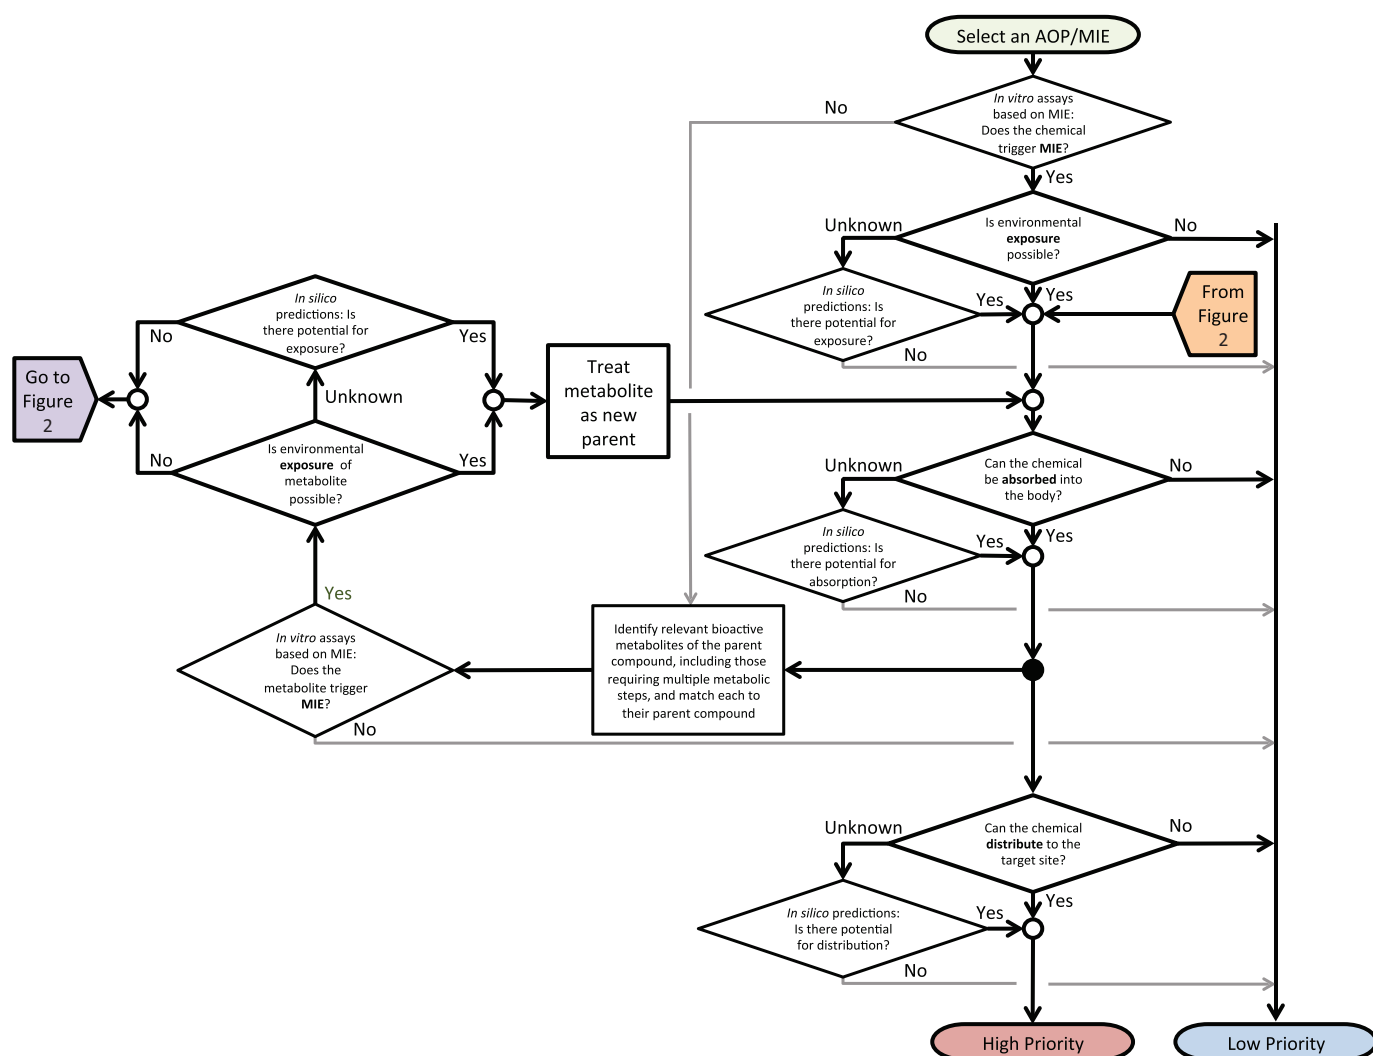 Select an AOP/MIE
In vitro assays
based on MIE:
Does the chemical
trigger MIE?
No
Yes
Is environmental
exposure
possible?
Unknown
No
In silico
predictions: Is
there potential for
exposure?
Yes
Yes
No
From
Figure
2
In silico
predictions: Is
there potential for
exposure?
No
Yes
Go to
Figure
2
Unknown
Treat
metabolite
as new
parent
Is environmental
exposure of
metabolite
possible?
No
Yes
Can the chemical
be absorbed into
the body?
Unknown
No
In silico
predictions: Is
there potential for
absorption?
Yes
Yes
No
Yes
In vitro assays
based on MIE:
Does the
metabolite trigger
MIE?
No
Identify relevant bioactive
metabolites of the parent
compound, including those
requiring multiple metabolic
steps, and match each to
their parent compound
Can the chemical
distribute to the
target site?
Unknown
No
In silico predictions:
Is there potential
for distribution?
Yes
Yes
No
High Priority
Low Priority